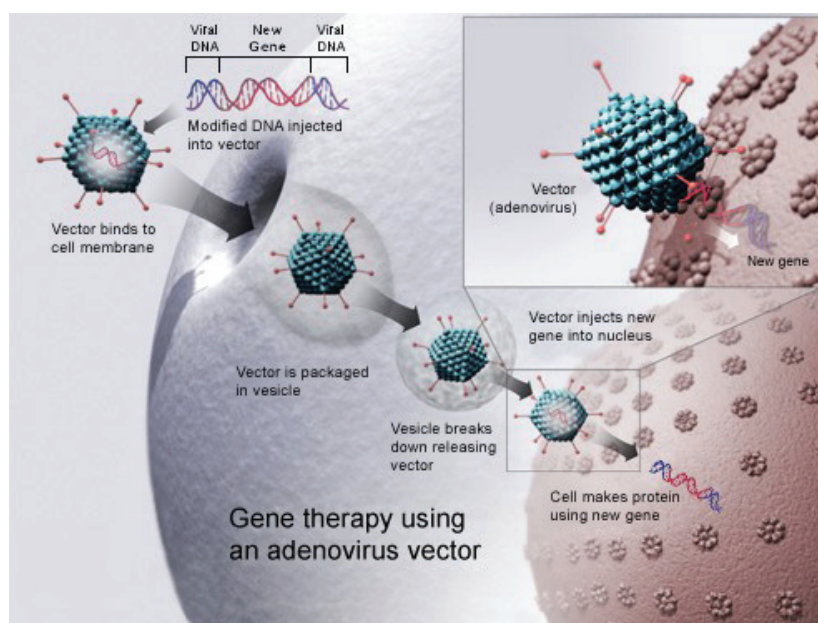 Viral
DNA
New
Gene
Viral
DNA
Modified DNA injected
into vector
Vector binds to
cell membrane
Vector
(adenovirus)
New gene
Vector is packaged
in vesicle
Vector injects new
gene into nucleus
Vesicle breaks
down releasing
vector
Cell makes protein
using new gene
Gene therapy using
an adenovirus vector